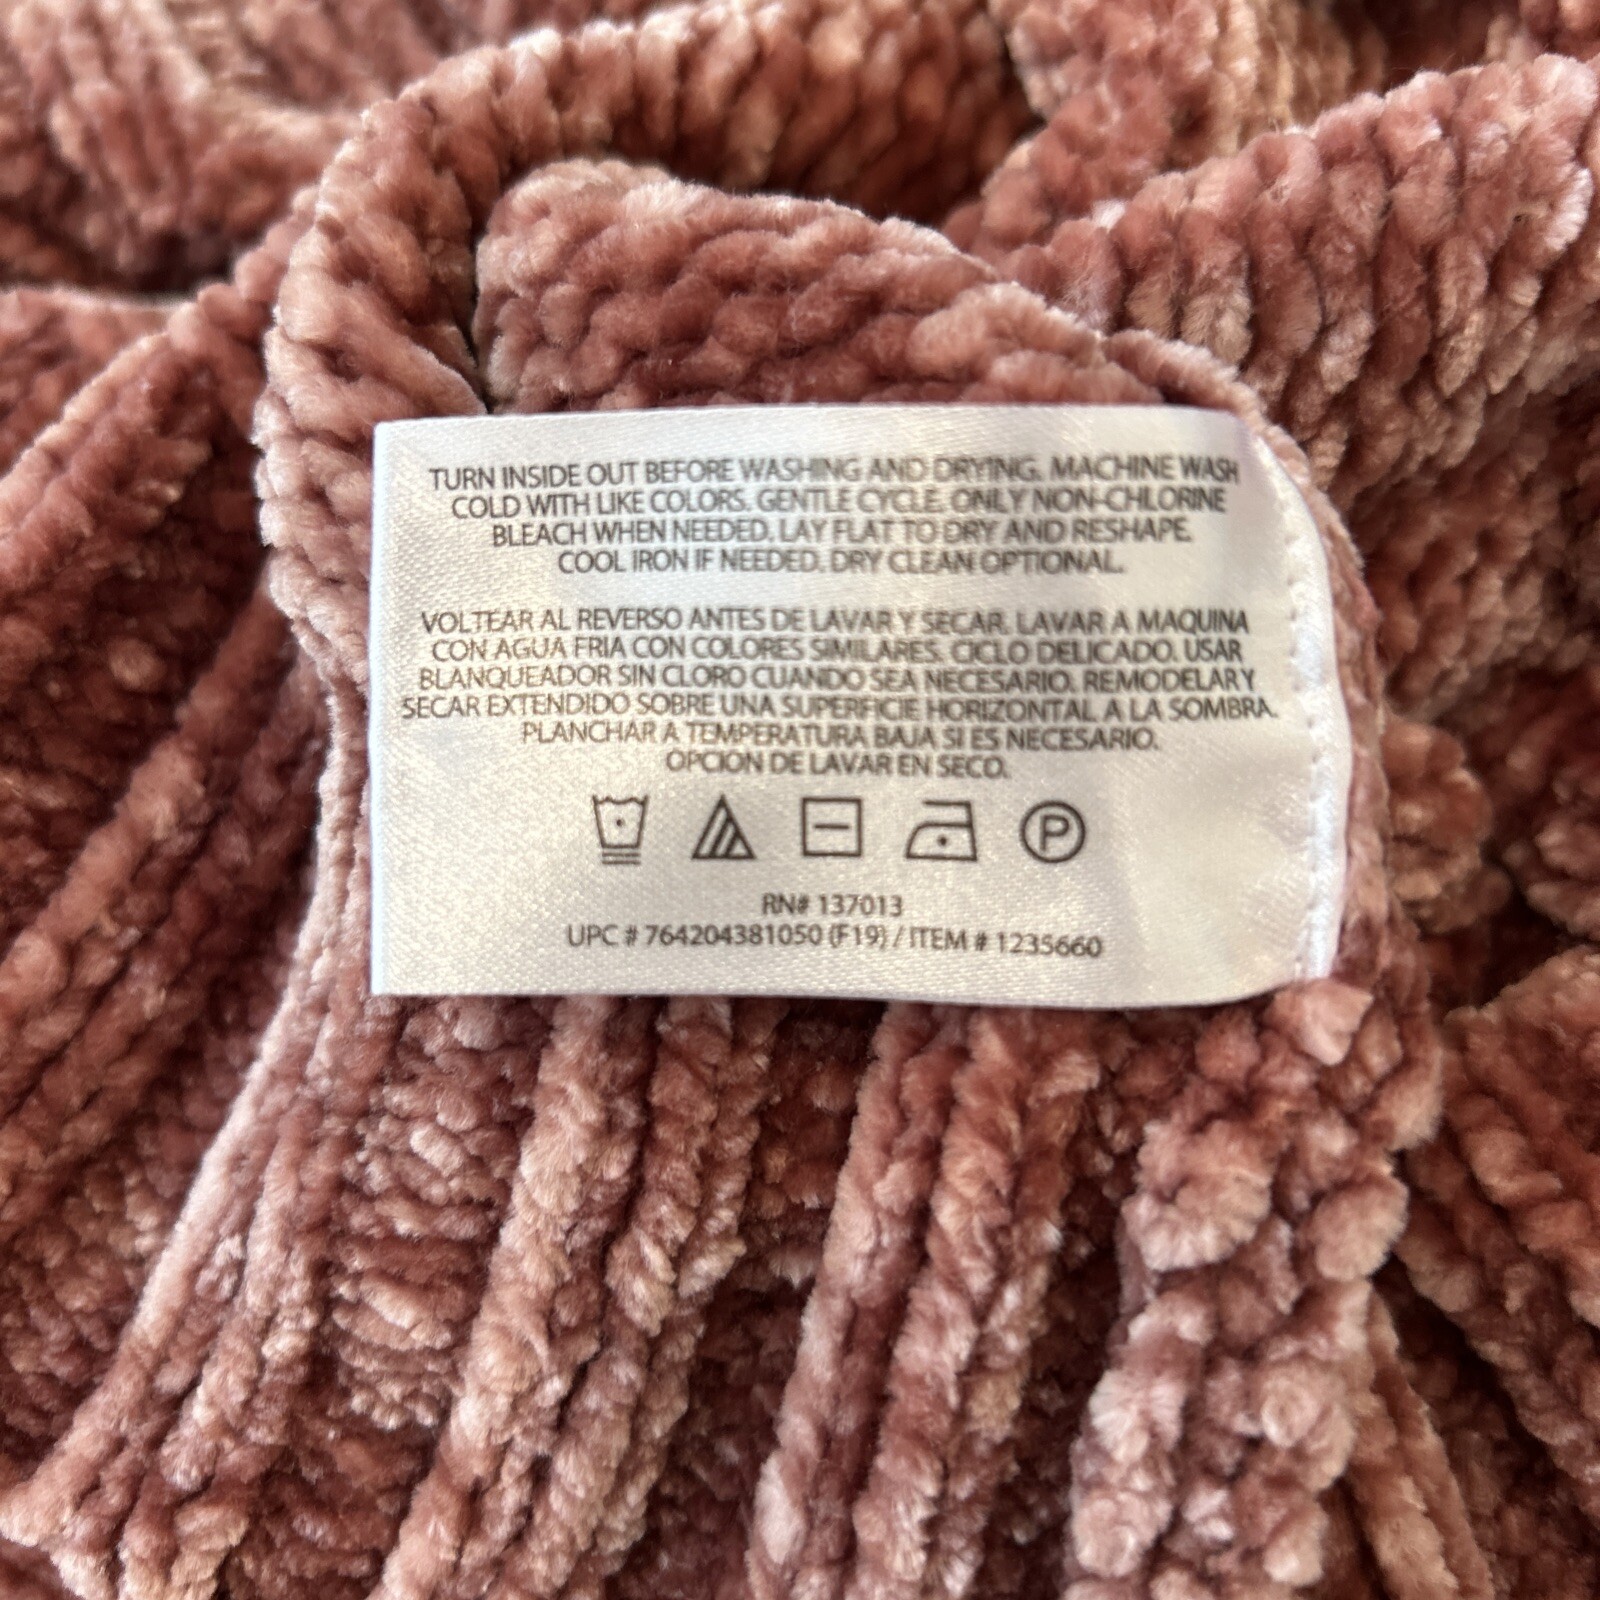 TURN INSIDE OUT BEFORE WASHING AND DRYING. MACHINE WASH
COLD WITH LIKE COLORS. GENTLE CYCLE. ONLY NON-CHLORINE
BLEACH WHEN NEEDED. LAY FLAT TO DRY AND RESHAPE.
COOL IRON IF NEEDED. DRY CLEAN OPTIONAL.
VOLTEAR AL REVERSO ANTES DE LAVAR Y SECAR. LAVAR A MAQUINA
CON AGUA FRIA CON COLORES SIMILARES. CICLO DELICADO. USAR
BLANQUEADOR SIN CLORO CUANDO SEA NECESARIO. REMODELAR Y
SECAR EXTENDIDO SOBRE UNA SUPERFICIE HORIZONTAL A LA SOMBRA.
PLANCHAR A TEMPERATURA BAJA SI ES NECESARIO.
OPCION DE LAVAR EN SECO.
P
RN# 137013
UPC # 764204381050 (F19) / ITEM # 1235660